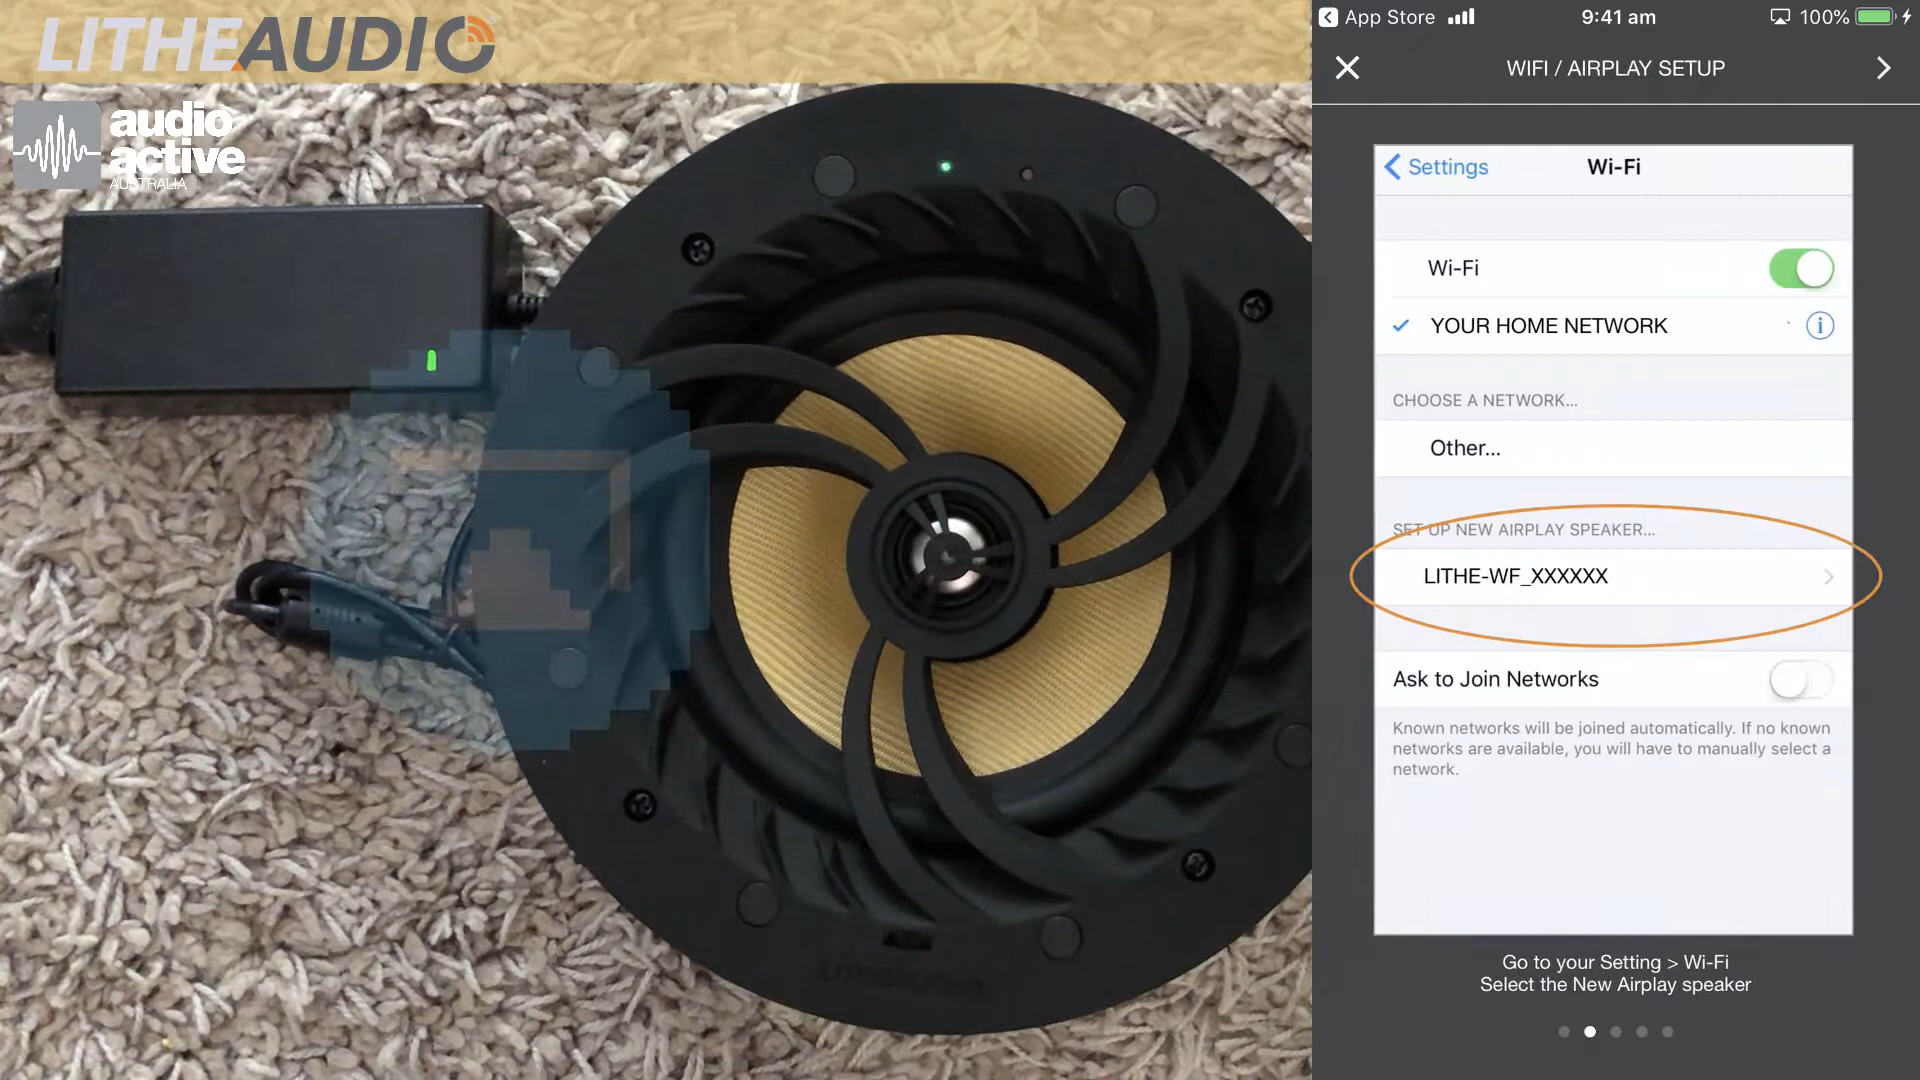 LITHEAUDIO
audio
active
AUSTRALIA
App Store
9:41 am
100%
WIFI / AIRPLAY SETUP
Settings
Wi-Fi
Wi-Fi
YOUR HOME NETWORK
CHOOSE A NETWORK...
Other...
SET UP NEW AIRPLAY SPEAKER...
LITHE-WF_XXXXXX
Ask to Join Networks
Known networks will be joined automatically. If no known
networks are available, you will have to manually select a
network.
Go to your Setting > Wi-Fi
Select the New Airplay speaker